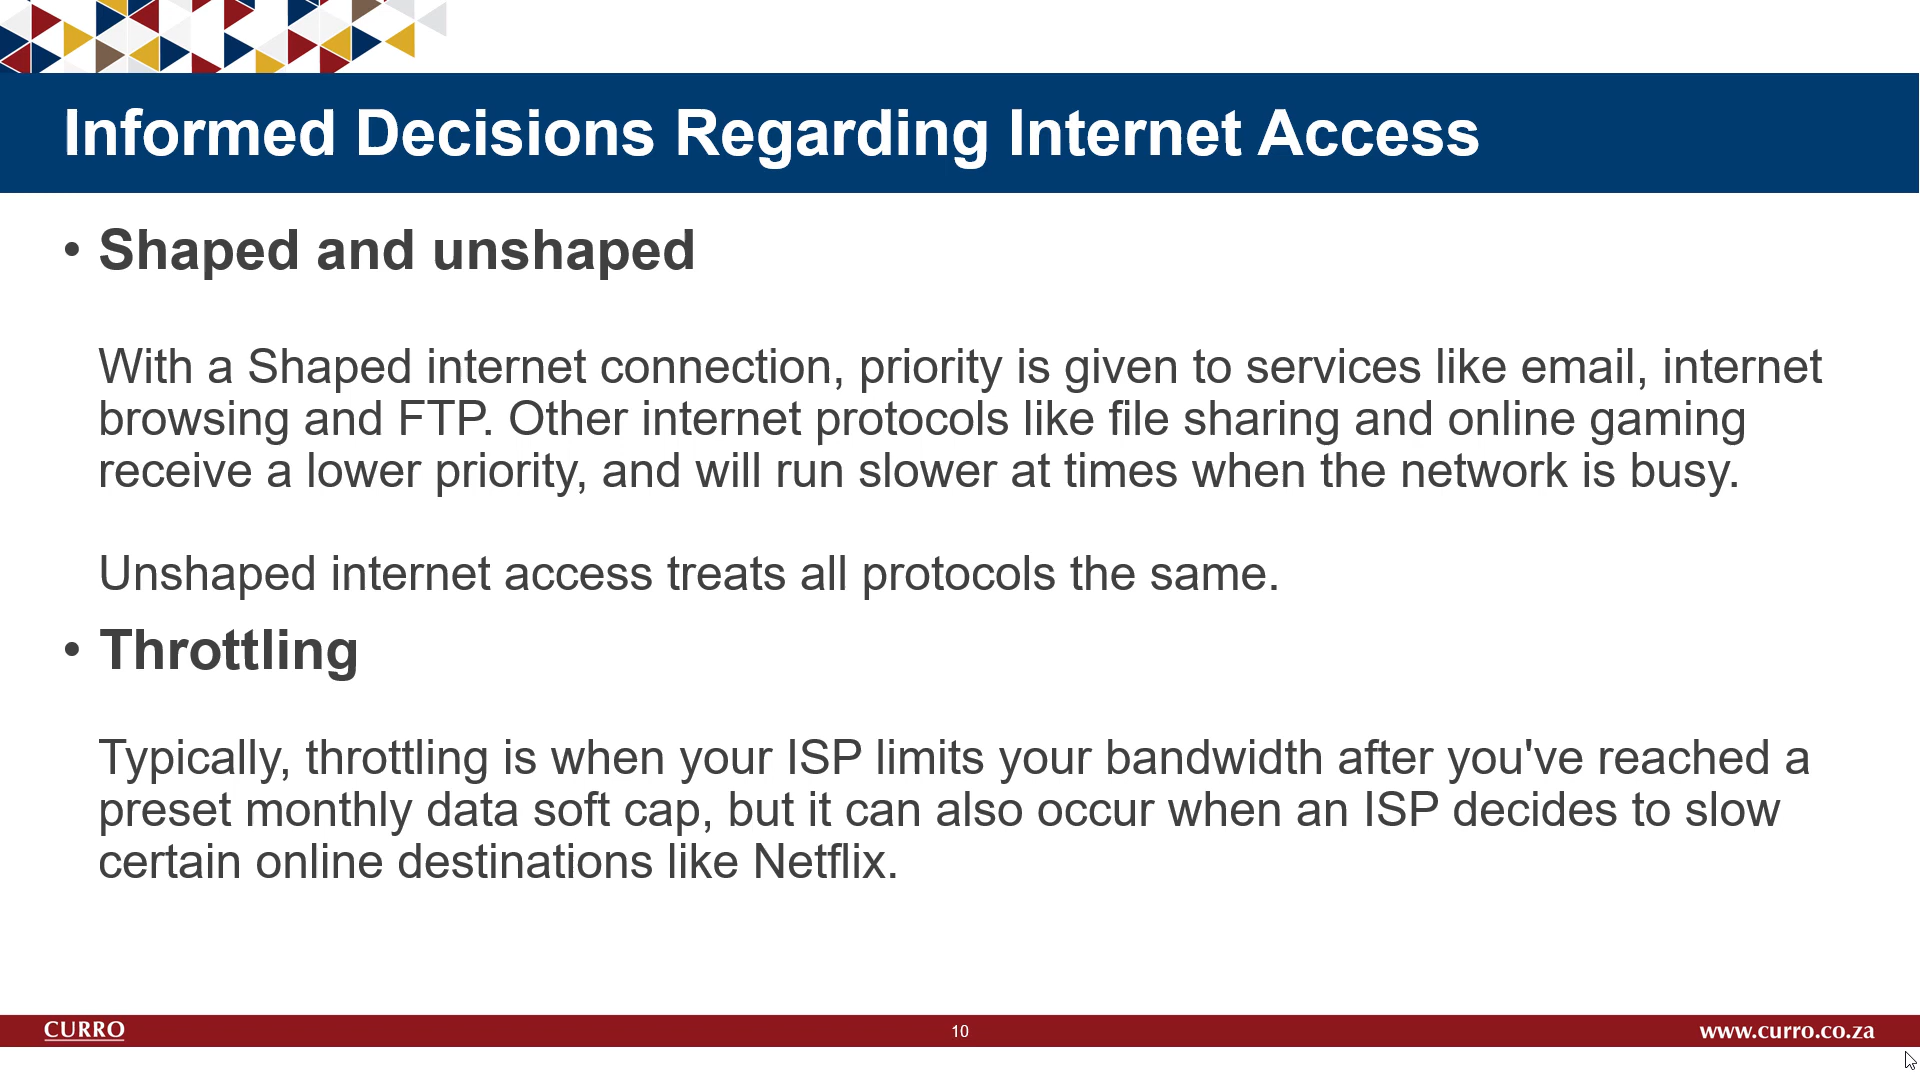 Informed Decisions Regarding Internet Access
• Shaped and unshaped
With a Shaped internet connection, priority is given to services like email, internet
browsing and FTP. Other internet protocols like file sharing and online gaming
receive a lower priority, and will run slower at times when the network is busy.
Unshaped internet access treats all protocols the same.
• Throttling
Typically, throttling is when your ISP limits your bandwidth after you've reached a
preset monthly data soft cap, but it can also occur when an ISP decides to slow
certain online destinations like Netflix.
CURRO
10
www.curro.co.za